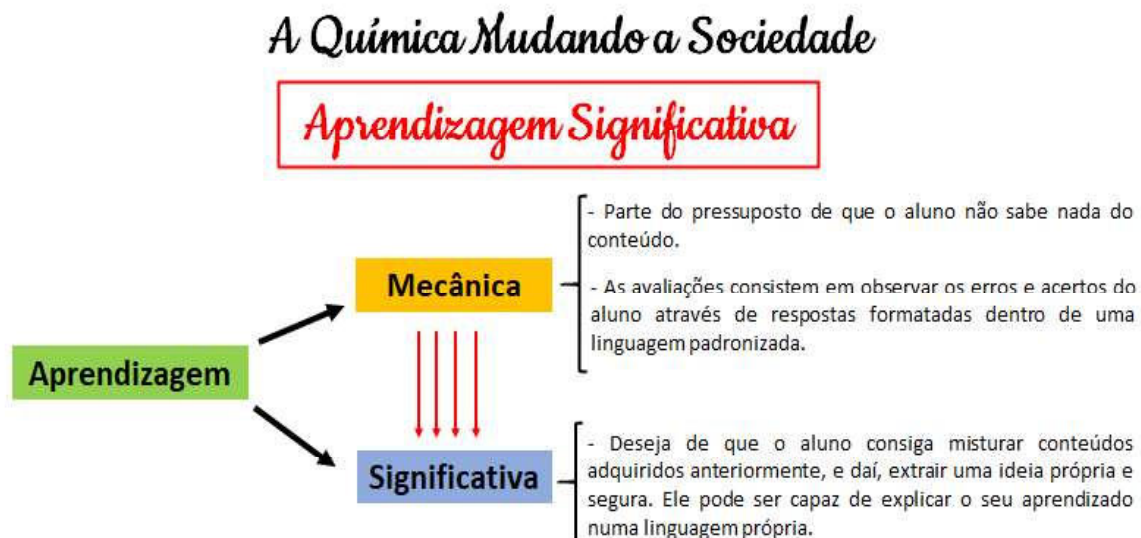 A Química Mudando a Sociedade
Aprendizagem Significativa
- Parte do pressuposto de que o aluno não sabe nada do
conteúdo.
Mecânica
- As avaliações consistem em observar os erros e acertos do
aluno através de respostas formatadas dentro de uma
linguagem padronizada.
Aprendizagem
- Deseja de que o aluno consiga misturar conteúdos
adquiridos anteriormente, e daí, extrair uma ideia própria e
Significativa
segura. Ele pode ser capaz de explicar o seu aprendizado
numa linguagem própria.